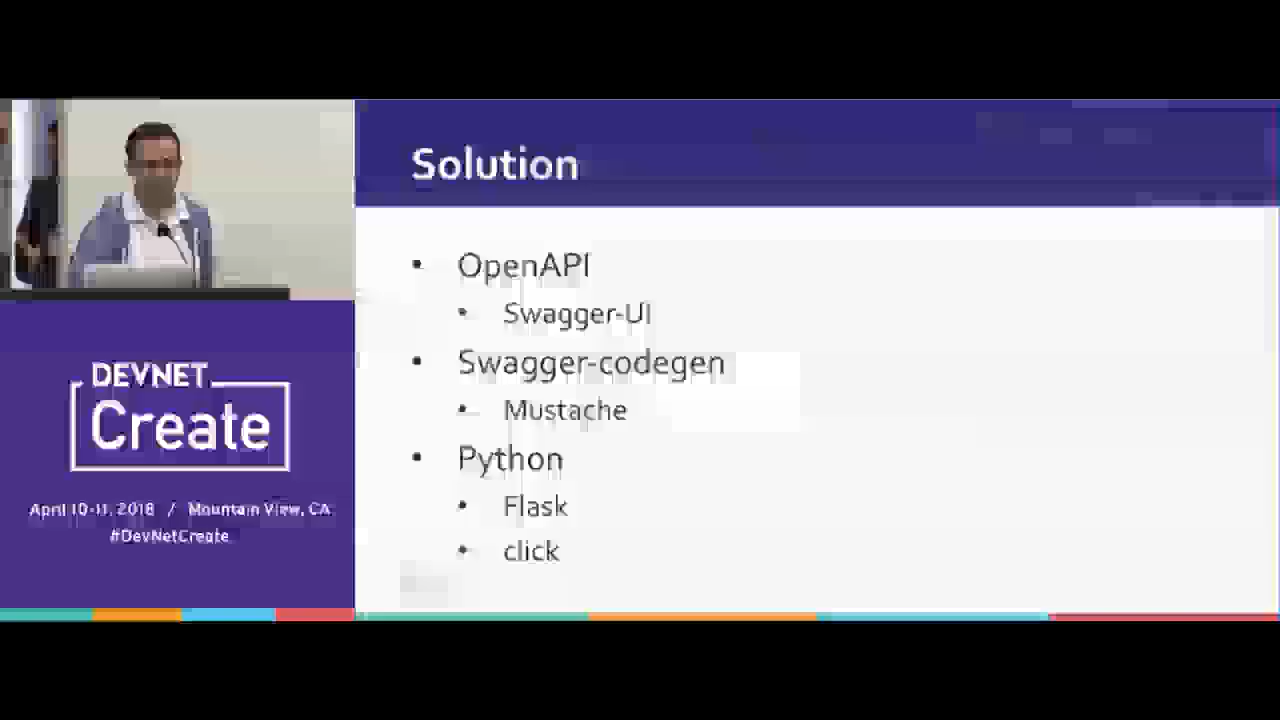 Solution
• OpenAPI
• Swagger-UI
• Swagger-codegen
• Mustache
• Python
• Flask
• click
DEVNET
Create
April 10-11, 2018 / Mountain View, CA
#DevNetCreate